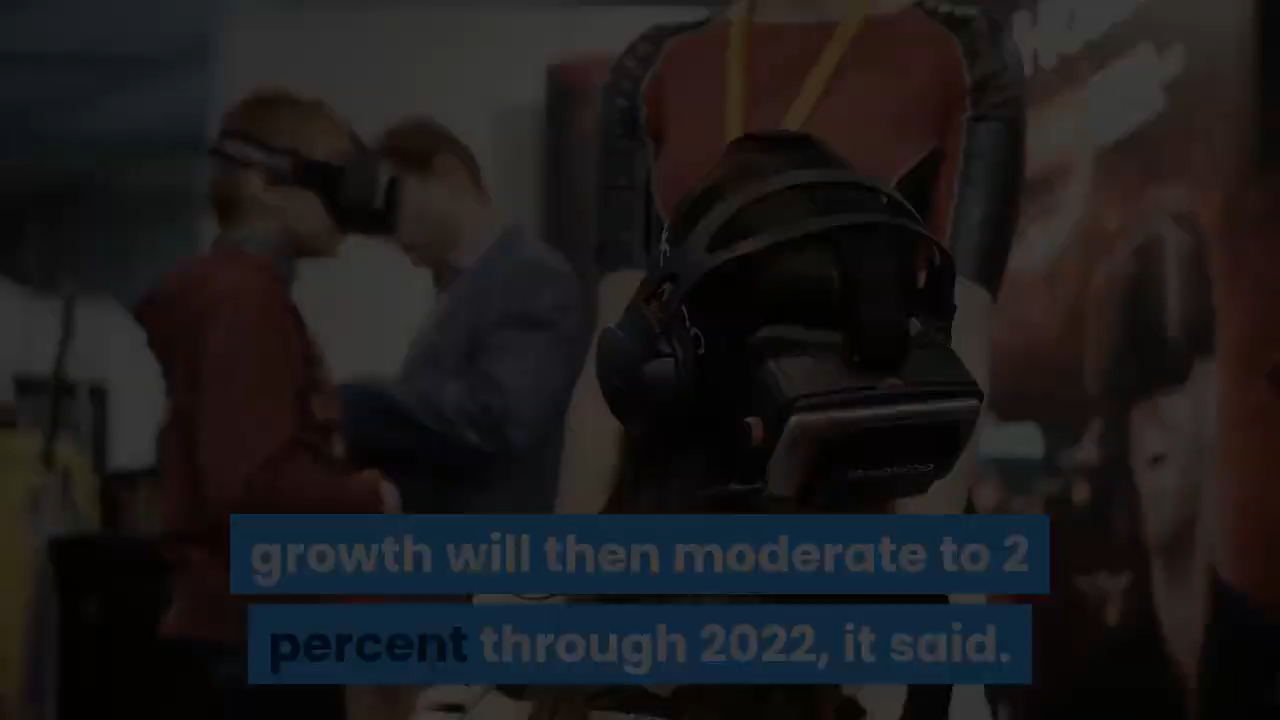 growth will then moderate to 2
percent through 2022, it said.